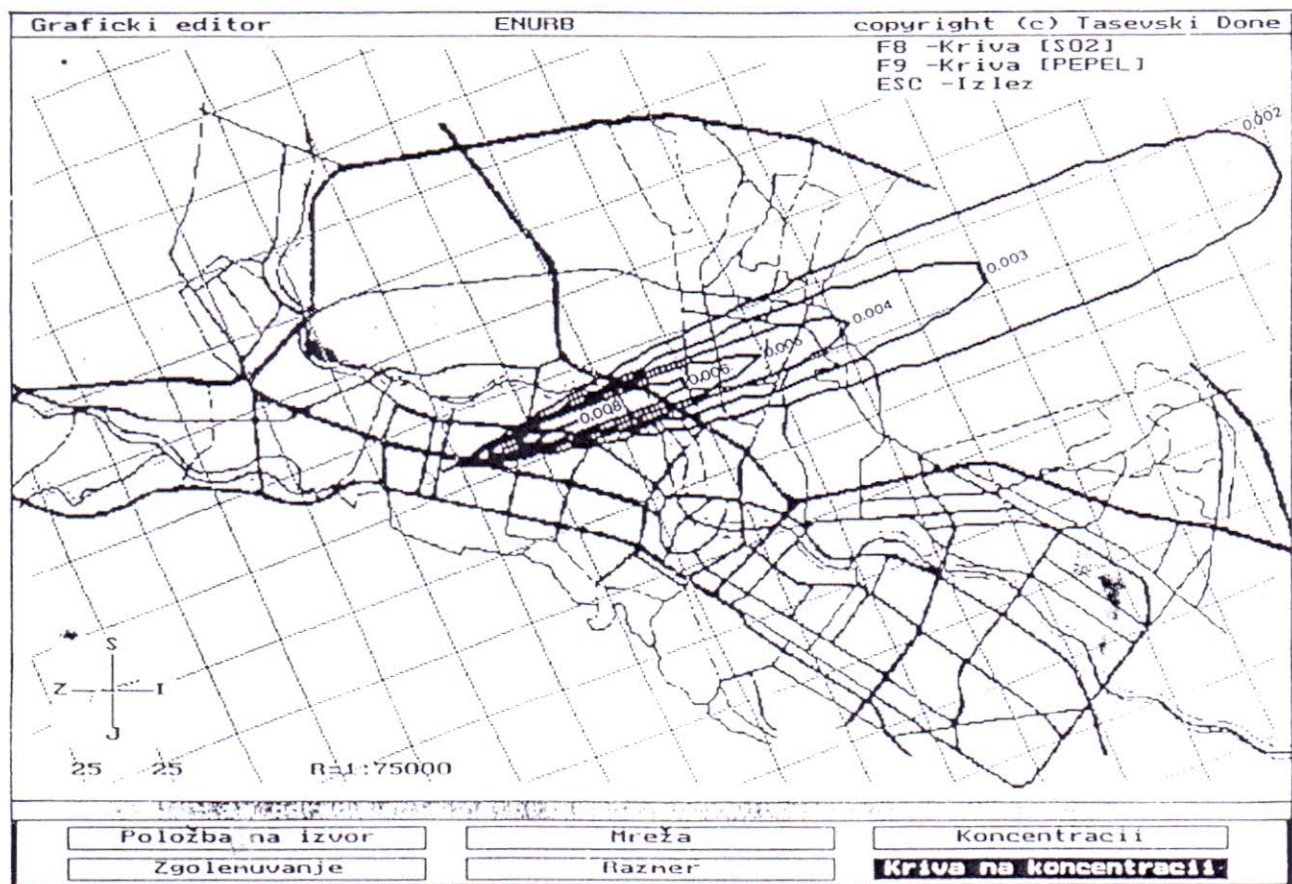 Graficki editor ENURB copyright (c) Tasevski Done
F8 -Kriva [SO2]
F9 -Kriva [PEPEL]
ESC -Izlez
0.002
0.003
0.004
0.005
0.006
0.008
S
Z I
J
25 25 R=1:75000
Položba na izvor Mreža Koncentracii
Zgolemuvanje Razmer Kriva na koncentracii